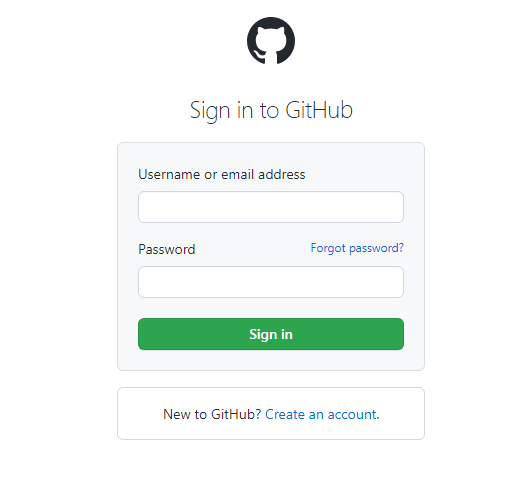 Sign in to GitHub
Username or email address
Password Forgot password?
Sign in
New to GitHub? Create an account.